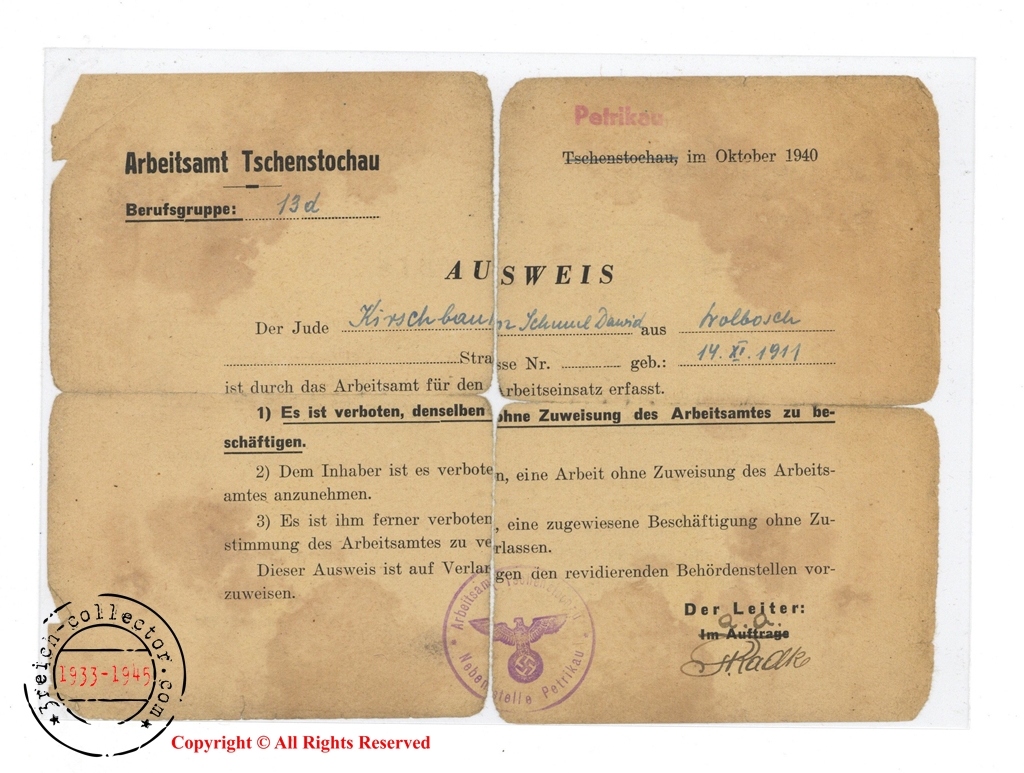 Petrikau
Arbeitsamt Tschenstochau
Tschenstochau, im Oktober 1940
Berufsgruppe: 13d
AUSWEIS
Der Jude Kirschbaum Schmul Dawid aus Wolbosch
Strasse Nr. geb.: 14. XI. 1911
ist durch das Arbeitsamt für den Arbeitseinsatz erfasst.
1) Es ist verboten, denselben ohne Zuweisung des Arbeitsamtes zu be-
schäftigen.
2) Dem Inhaber ist es verboten, eine Arbeit ohne Zuweisung des Arbeits-
amtes anzunehmen.
3) Es ist ihm ferner verboten, eine zugewiesene Beschäftigung ohne Zu-
stimmung des Arbeitsamtes zu verlassen.
Dieser Ausweis ist auf Verlangen den revidierenden Behördenstellen vor-
zuweisen.
Arbeitsamt Tschenstochau
Nebenstelle Petrikau
Der Leiter:
Im Auftrage
3reich-collector.com
1933-1945
Copyright © All Rights Reserved